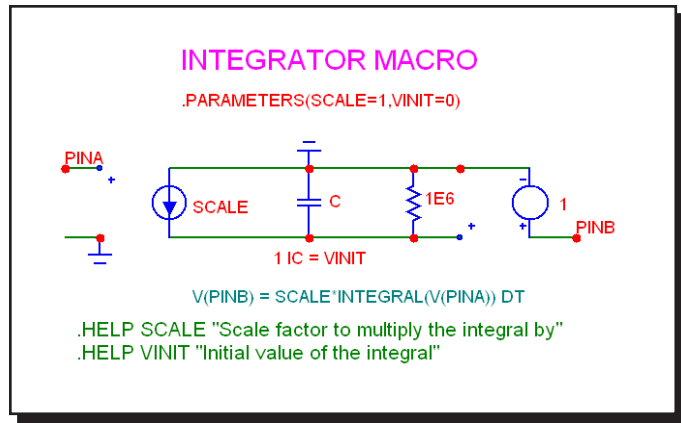 INTEGRATOR MACRO
.PARAMETERS(SCALE=1,VINIT=0)
PINA
+
SCALE
C
1E6
+
-
+
1
PINB
1 IC = VINIT
V(PINB) = SCALE*INTEGRAL(V(PINA)) DT
.HELP SCALE "Scale factor to multiply the integral by"
.HELP VINIT "Initial value of the integral"